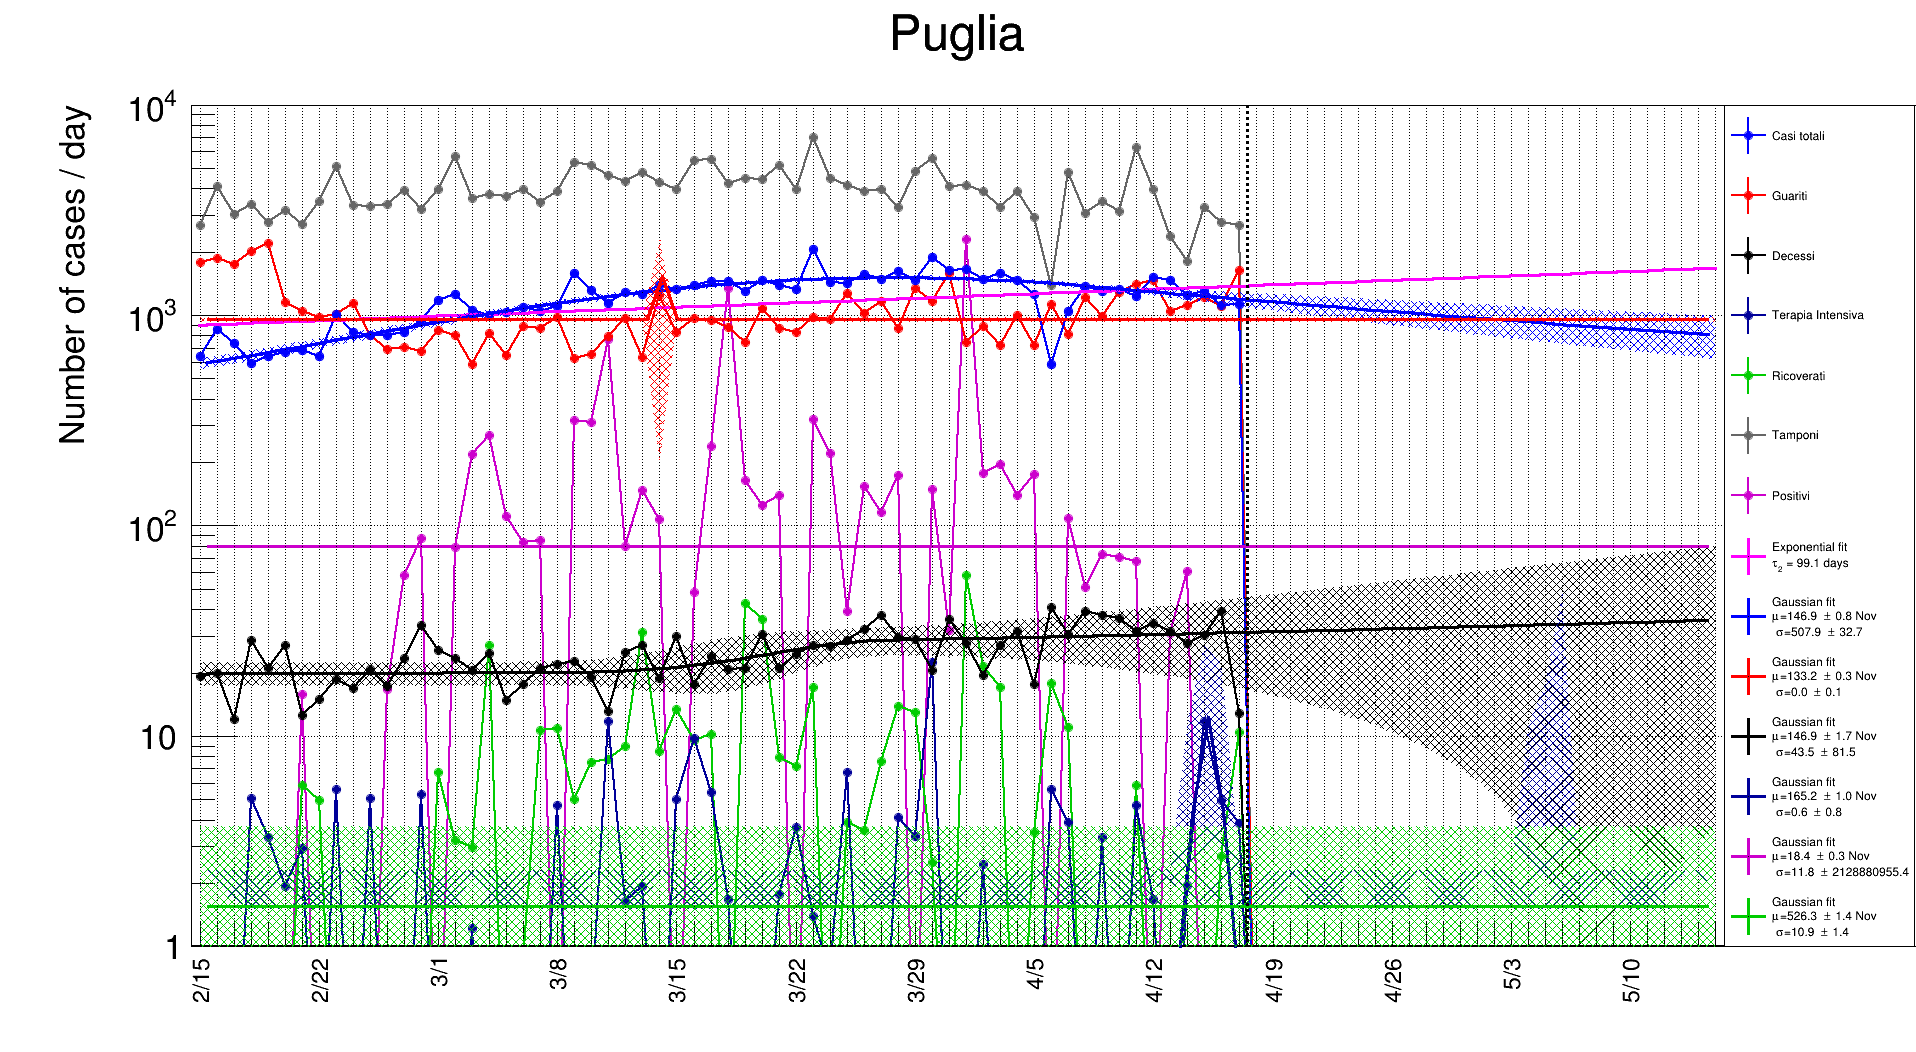 Puglia
Number of cases / day
10^4
10^3
10^2
10
1
2/15
2/22
3/1
3/8
3/15
3/22
3/29
4/5
4/12
4/19
4/26
5/3
5/10
Casi totali
Guariti
Decessi
Terapia Intensiva
Ricoverati
Tamponi
Positivi
Exponential fit
τ₂ = 99.1 days
Gaussian fit
μ=146.9 ± 0.8 Nov
σ=507.9 ± 32.7
Gaussian fit
μ=133.2 ± 0.3 Nov
σ=0.0 ± 0.1
Gaussian fit
μ=146.9 ± 1.7 Nov
σ=43.5 ± 81.5
Gaussian fit
μ=165.2 ± 1.0 Nov
σ=0.6 ± 0.8
Gaussian fit
μ=18.4 ± 0.3 Nov
σ=11.8 ± 2128880955.4
Gaussian fit
μ=526.3 ± 1.4 Nov
σ=10.9 ± 1.4